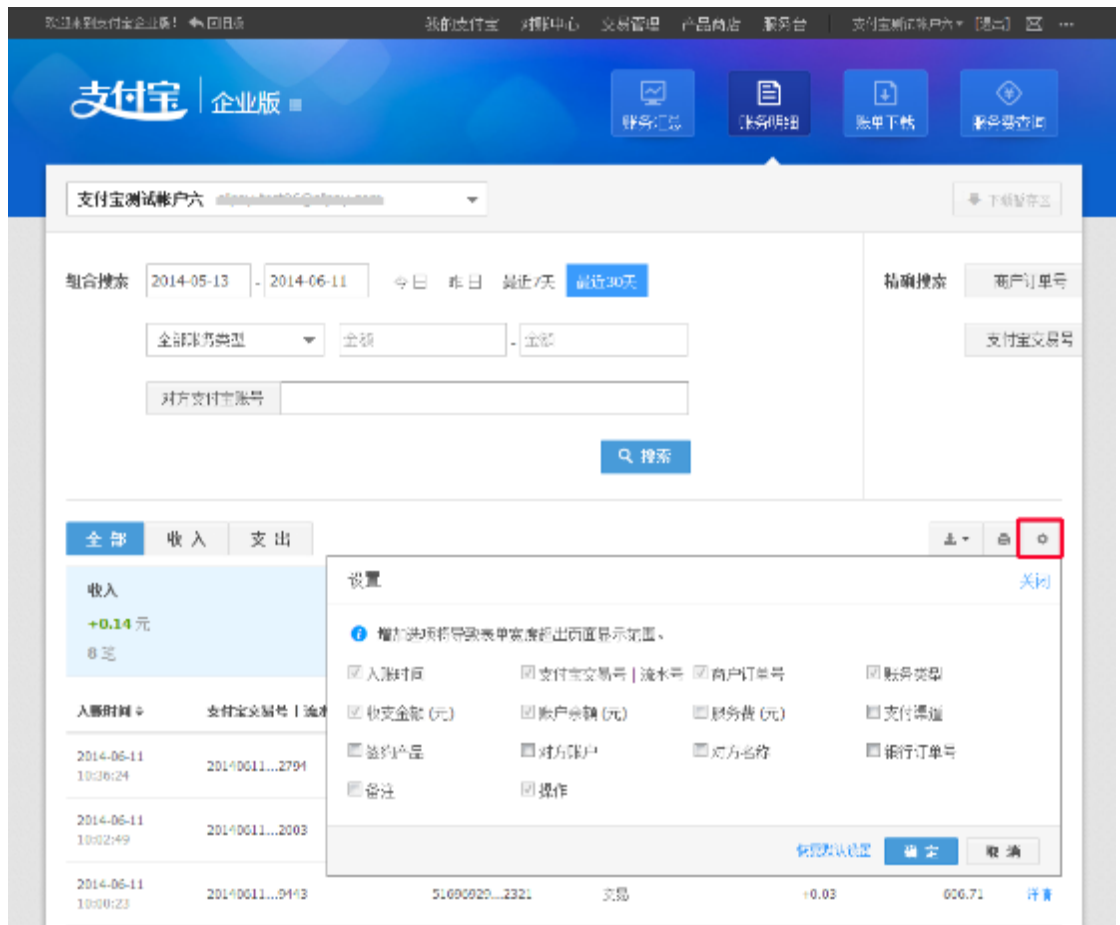 欢迎来到支付宝企业版! 回旧版 我的支付宝 对账中心 交易管理 产品商店 服务台 支付宝测试账户六 [退出]
支付宝 企业版
账务汇总 账务明细 账单下载 服务费查询
支付宝测试帐户六 下载暂存区
组合搜索 2014-05-13 - 2014-06-11 今日 昨日 最近7天 最近30天 精确搜索 商户订单号
全部账务类型 金额 - 金额 支付宝交易号
对方支付宝账号
搜索
全部 收入 支出
设置 关闭
收入
+0.14 元
8 笔
增加选项将导致表单宽度超出页面显示范围。
入账时间 支付宝交易号 | 流水号 商户订单号 账务类型
收支金额 (元) 账户余额 (元) 服务费 (元) 支付渠道
签约产品 对方账户 对方名称 银行订单号
备注 操作
恢复默认设置 确定 取消
入账时间 支付宝交易号 | 流水
2014-06-11
10:36:24 20140611...2794
2014-06-11
10:02:49 20140611...2003
2014-06-11
10:00:23 20140611...9443 51696929...2321 交易 +0.03 606.71 详情